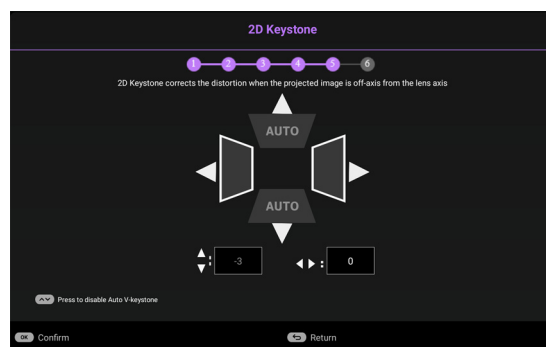 2D Keystone
1 2 3 4 5 6
2D Keystone corrects the distortion when the projected image is off-axis from the lens axis
AUTO
AUTO
: -3 : 0
Press to disable Auto V-keystone
OK Confirm Return